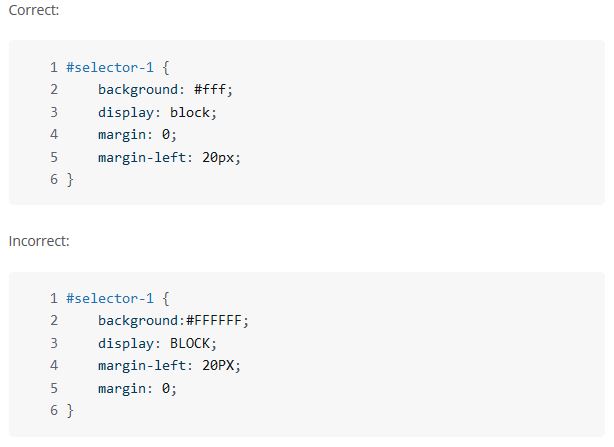 Correct:
1 #selector-1 {
2     background: #fff;
3     display: block;
4     margin: 0;
5     margin-left: 20px;
6 }
Incorrect:
1 #selector-1 {
2     background:#FFFFFF;
3     display: BLOCK;
4     margin-left: 20PX;
5     margin: 0;
6 }